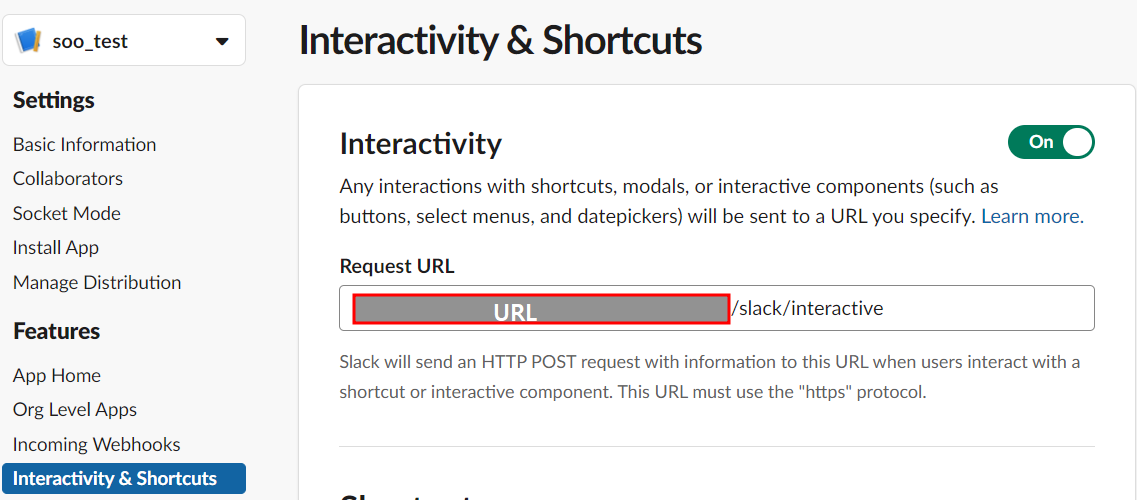 soo_test
Settings
Basic Information
Collaborators
Socket Mode
Install App
Manage Distribution
Features
App Home
Org Level Apps
Incoming Webhooks
Interactivity & Shortcuts
Interactivity & Shortcuts
Interactivity
On
Any interactions with shortcuts, modals, or interactive components (such as
buttons, select menus, and datepickers) will be sent to a URL you specify. Learn more.
Request URL
URL /slack/interactive
Slack will send an HTTP POST request with information to this URL when users interact with a
shortcut or interactive component. This URL must use the "https" protocol.